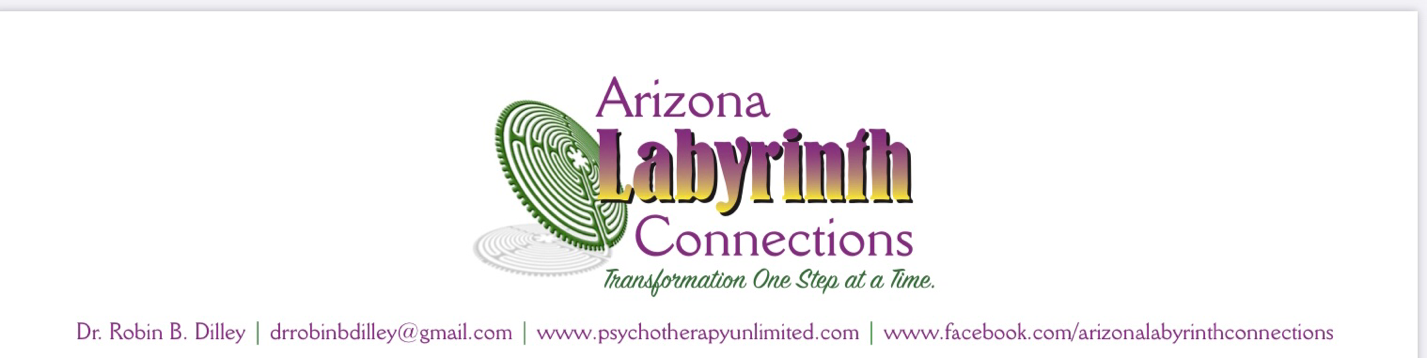 Arizona
Labyrinth
Connections
Transformation One Step at a Time.
Dr. Robin B. Dilley | drrobinbdilley@gmail.com | www.psychotherapyunlimited.com | www.facebook.com/arizonalabyrinthconnections